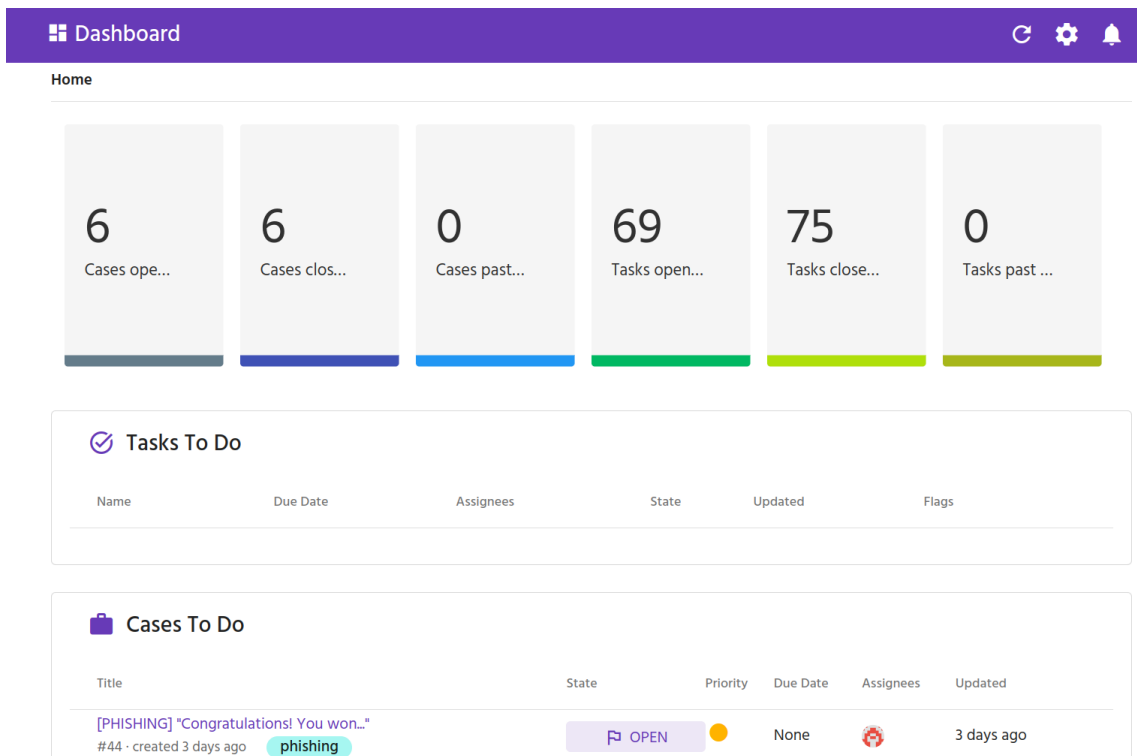 Dashboard
Home
6 6 0 69 75 0
Cases ope... Cases clos... Cases past... Tasks open... Tasks close... Tasks past ...
Tasks To Do
Name Due Date Assignees State Updated Flags
Cases To Do
Title State Priority Due Date Assignees Updated
[PHISHING] "Congratulations! You won..."
#44 · created 3 days ago phishing OPEN None 3 days ago